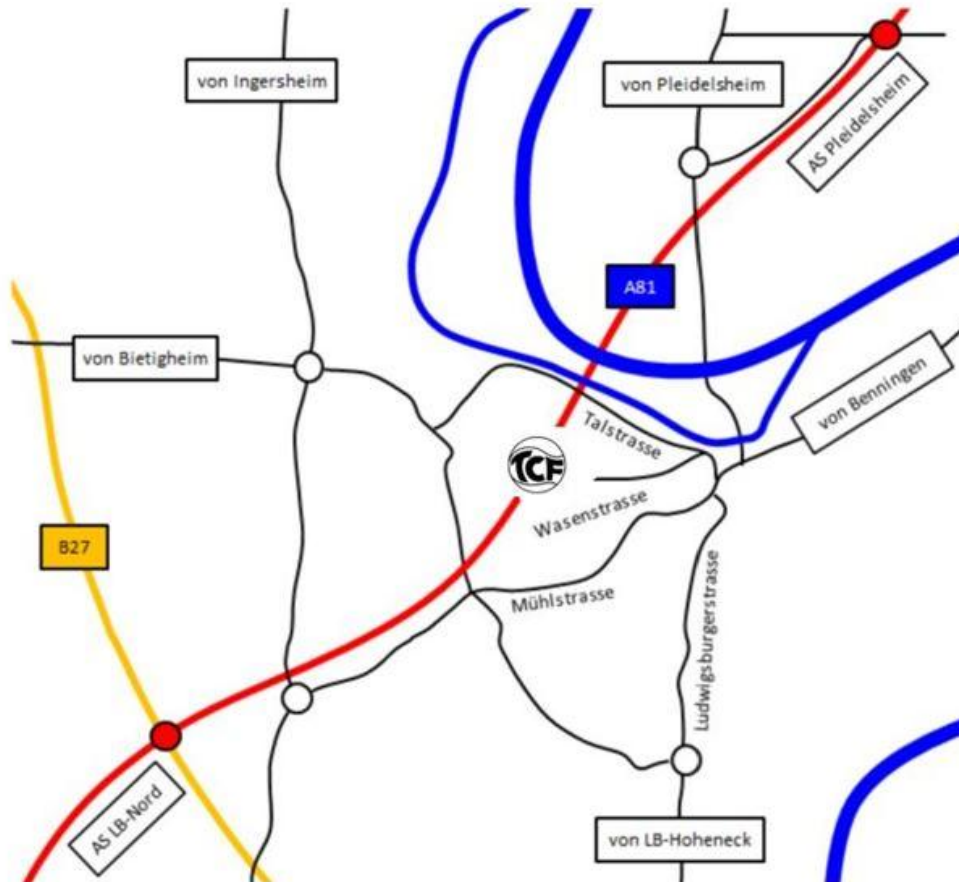 von Ingersheim
von Pleidelsheim
AS Pleidelsheim
A81
von Bietigheim
von Benningen
Talstrasse
TCF
Wasenstrasse
B27
Mühlstrasse
Ludwigsburgerstrasse
AS LB-Nord
von LB-Hoheneck